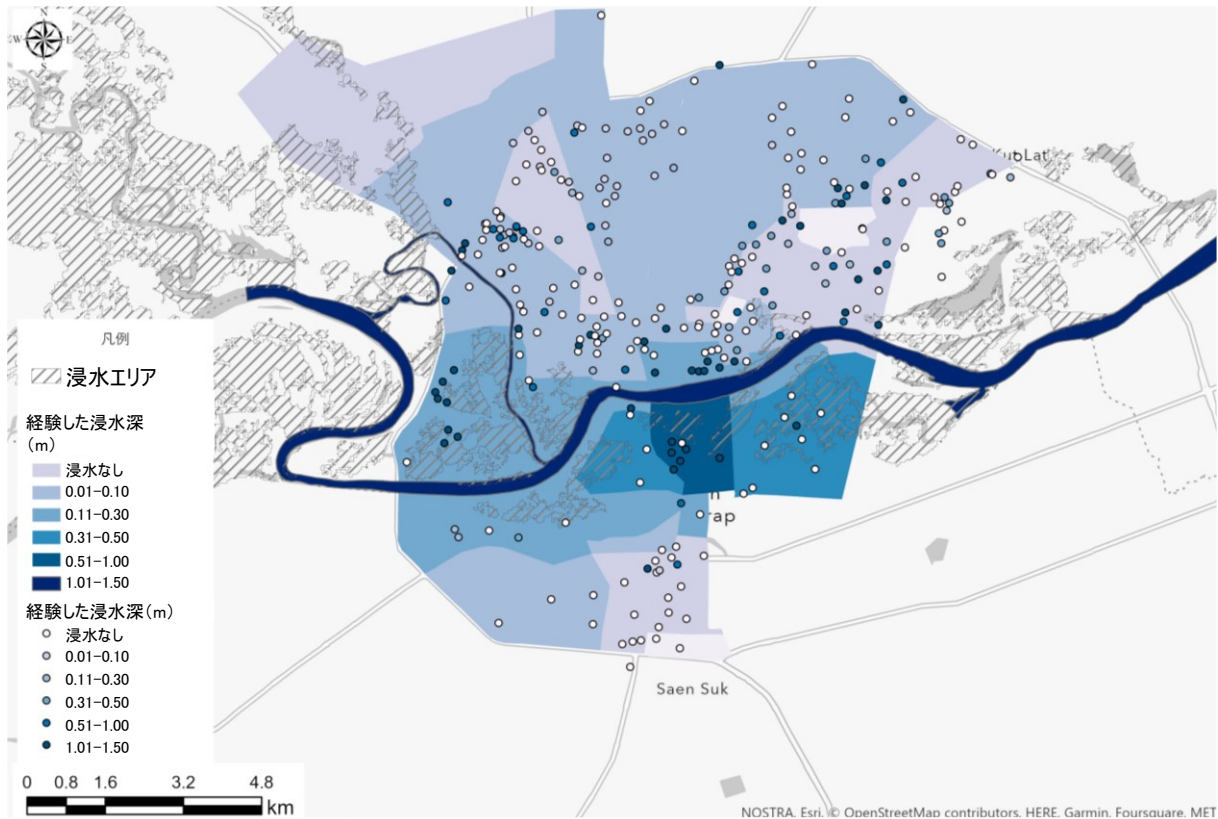 N
W E
S
KuoLat
凡例
浸水エリア
経験した浸水深
(m)
浸水なし
0.01-0.10
0.11-0.30
0.31-0.50
0.51-1.00
1.01-1.50
経験した浸水深(m)
浸水なし
0.01-0.10
0.11-0.30
0.31-0.50
0.51-1.00
1.01-1.50
rap
Saen Suk
0 0.8 1.6 3.2 4.8
km
NOSTRA, Esri, © OpenStreetMap contributors, HERE, Garmin, Foursquare, MET